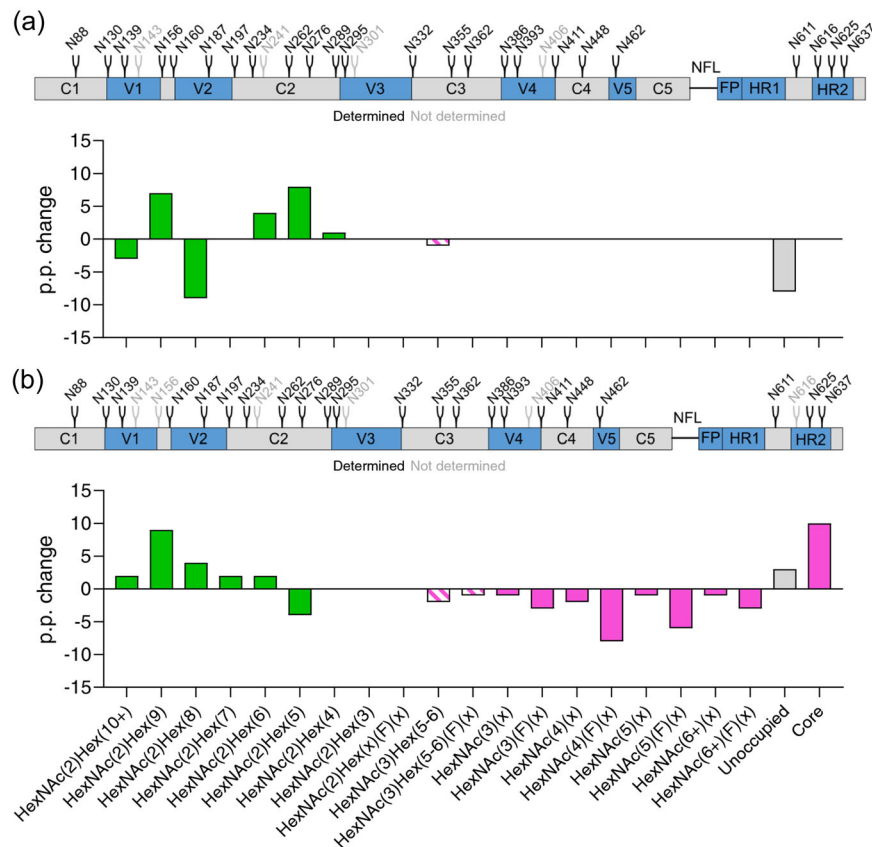 (a)
N88 N130 N139 N143 N156 N160 N187 N197 N234 N241 N262 N276 N289 N295 N301 N332 N355 N362 N386 N393 N406 N411 N448 N462 N611 N616 N625 N637
C1 V1 V2 C2 V3 C3 V4 C4 V5 C5 NFL FP HR1 HR2
Determined Not determined
p.p. change
15
10
5
0
-5
-10
-15
(b)
N88 N130 N139 N143 N156 N160 N187 N197 N234 N241 N262 N276 N289 N295 N301 N332 N355 N362 N386 N393 N406 N411 N448 N462 N611 N616 N625 N637
C1 V1 V2 C2 V3 C3 V4 C4 V5 C5 NFL FP HR1 HR2
Determined Not determined
p.p. change
15
10
5
0
-5
-10
-15
HexNAc(2)Hex(10+)
HexNAc(2)Hex(9)
HexNAc(2)Hex(8)
HexNAc(2)Hex(7)
HexNAc(2)Hex(6)
HexNAc(2)Hex(5)
HexNAc(2)Hex(4)
HexNAc(2)Hex(3)
HexNAc(2)Hex(x)(F)(x)
HexNAc(3)Hex(5-6)
HexNAc(3)Hex(5-6)(F)(x)
HexNAc(3)(x)
HexNAc(3)(F)(x)
HexNAc(4)(x)
HexNAc(4)(F)(x)
HexNAc(5)(x)
HexNAc(5)(F)(x)
HexNAc(6+)(x)
HexNAc(6+)(F)(x)
Unoccupied
Core